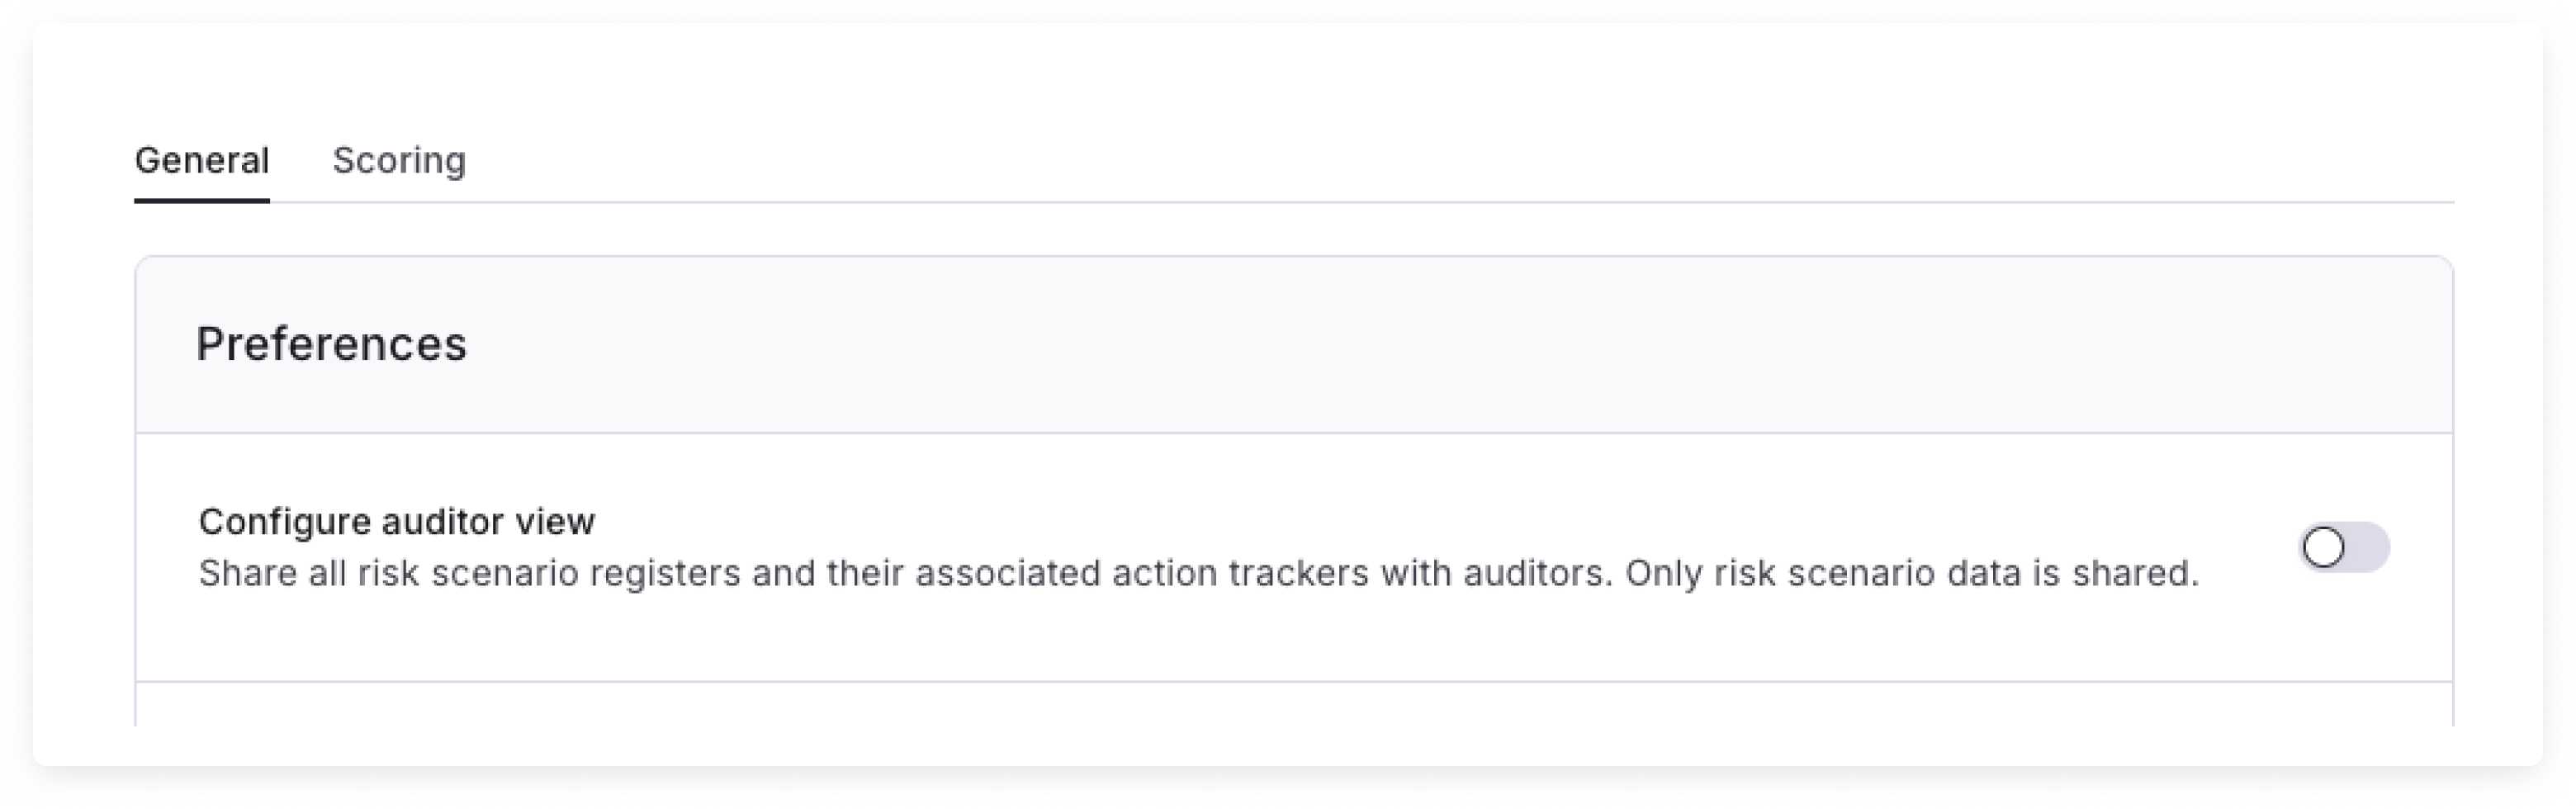 General Scoring
Preferences
Configure auditor view
Share all risk scenario registers and their associated action trackers with auditors. Only risk scenario data is shared.